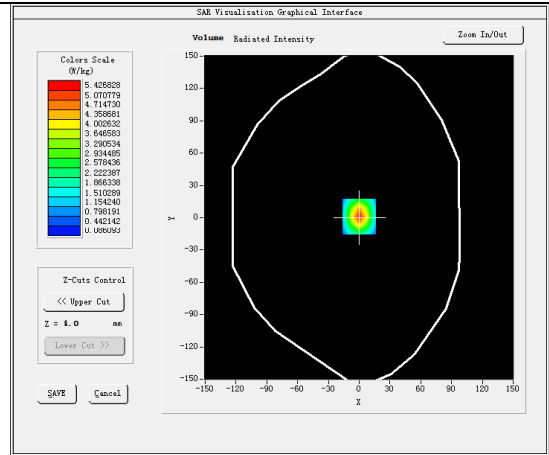 SAR Visualisation Graphical Interface
Volume Radiated Intensity
Zoom In/Out
Colors Scale
(W/kg)
5.426828
5.070779
4.714730
4.358681
4.002632
3.646583
3.290534
2.934485
2.578436
2.222387
1.866338
1.510289
1.154240
0.798191
0.442142
0.086093
Z-Cuts Control
<< Upper Cut
Z = mm
Lower Cut >>
SAVE Cancel
150
120
90
60
30
0
-30
-60
-90
-120
-150
Y
-150 -120 -90 -60 -30 0 30 60 90 120 150
X